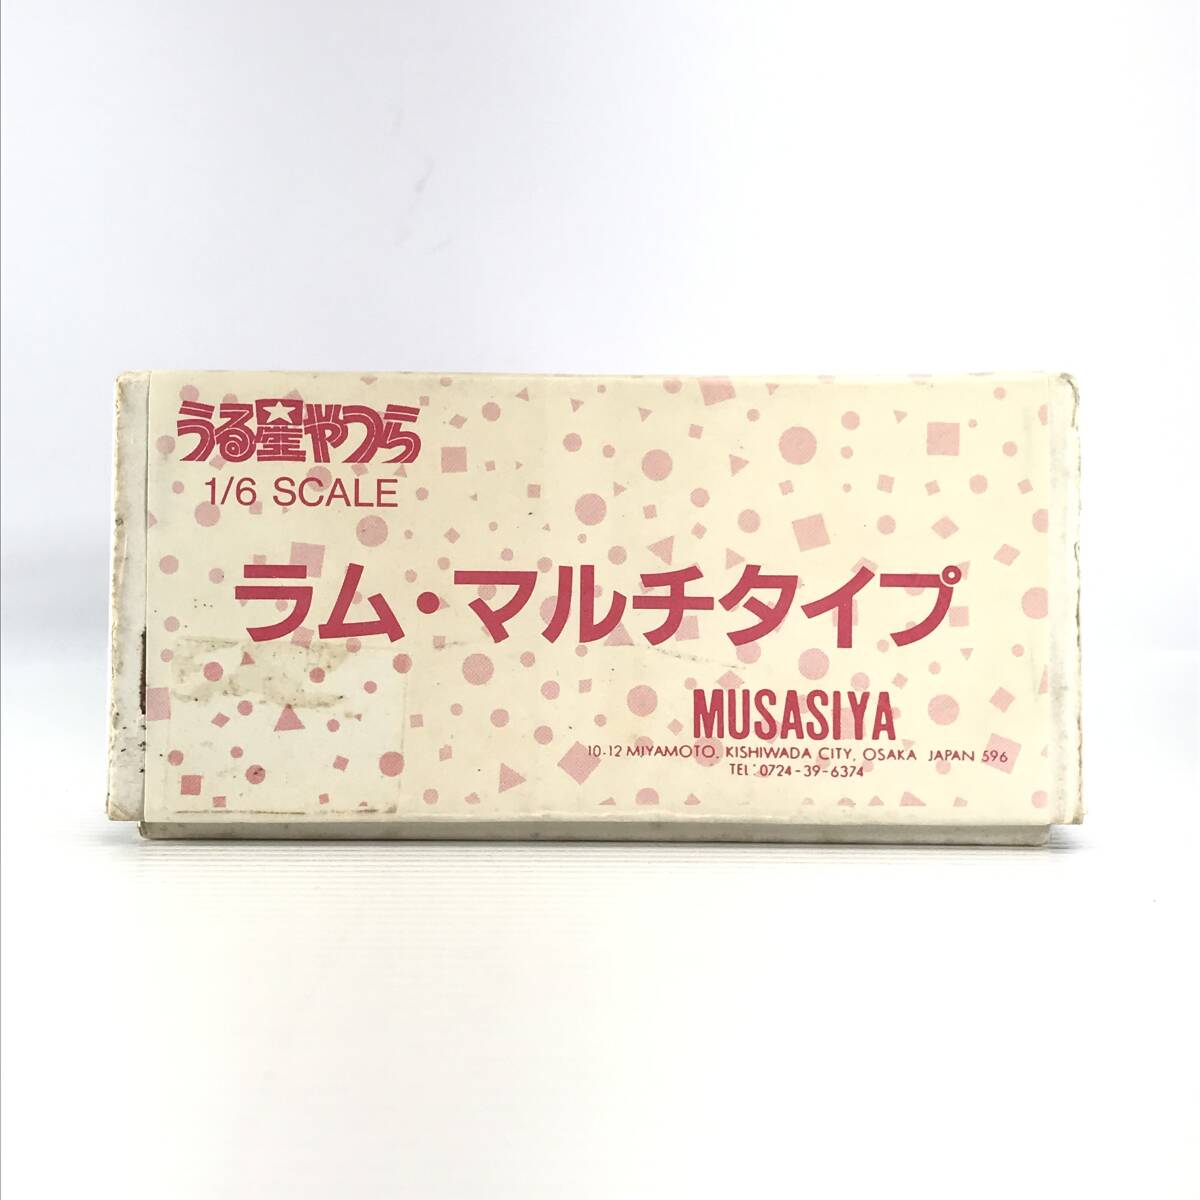 うる星やつら
1/6 SCALE
ラム・マルチタイプ
MUSASIYA
10-12 MIYAMOTO, KISHIWADA CITY, OSAKA JAPAN 596
TEL: 0724-39-6374